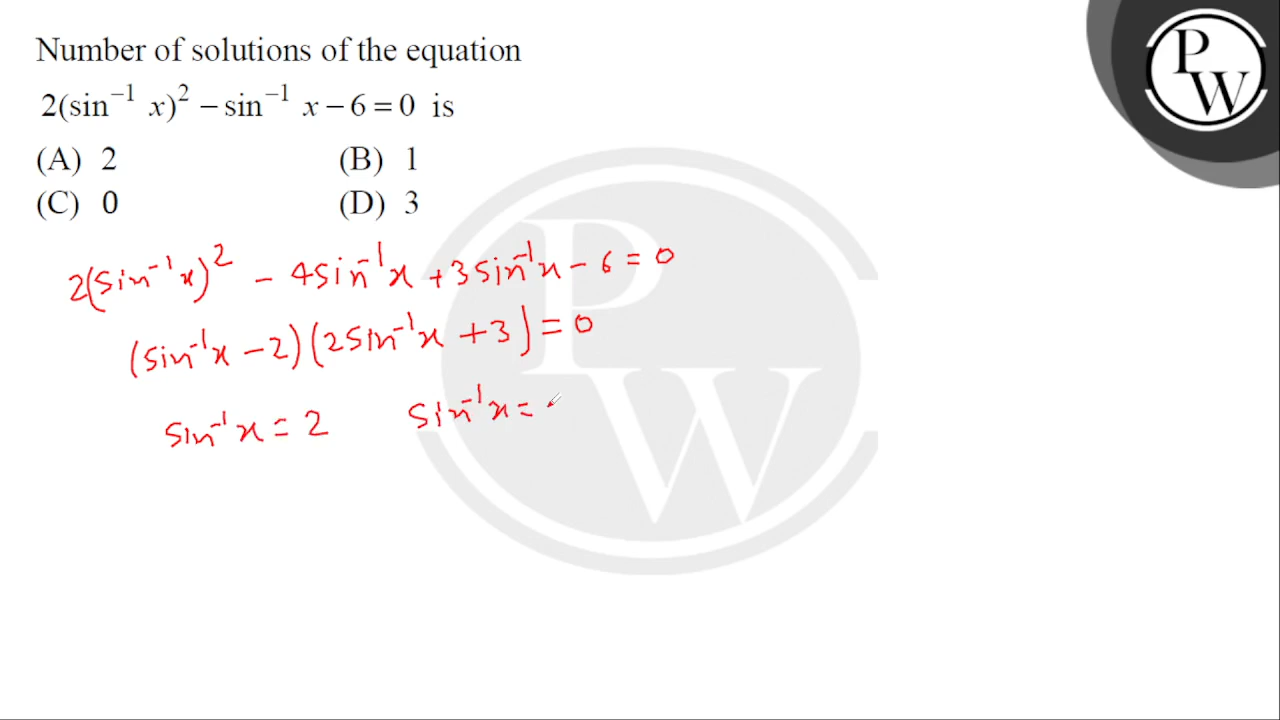 Number of solutions of the equation
2(sin⁻¹ x)² − sin⁻¹ x − 6 = 0 is
(A) 2 (B) 1
(C) 0 (D) 3
2(sin⁻¹x)² − 4sin⁻¹x + 3sin⁻¹x − 6 = 0
(sin⁻¹x − 2)(2sin⁻¹x + 3) = 0
sin⁻¹x = 2 sin⁻¹x = -
P
W
P
W